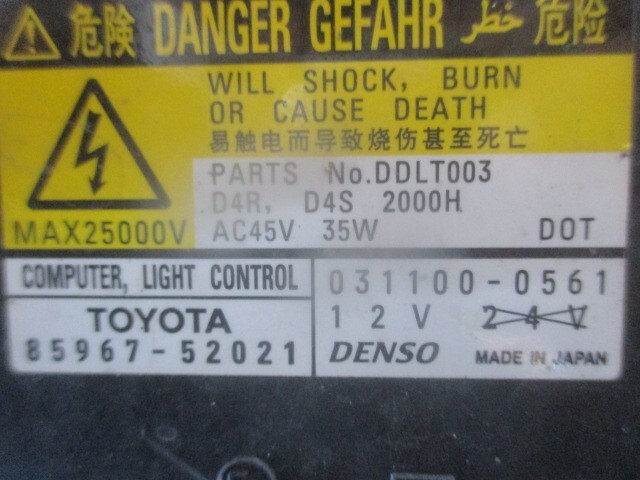 危険 DANGER GEFAHR خطر 危险
WILL SHOCK, BURN
OR CAUSE DEATH
易触电而导致烧伤甚至死亡
MAX25000V
PARTS No.DDLT003
D4R, D4S 2000H
AC45V 35W DOT
COMPUTER, LIGHT CONTROL
TOYOTA
85967-52021
031100-0561
12V 24V
DENSO MADE IN JAPAN